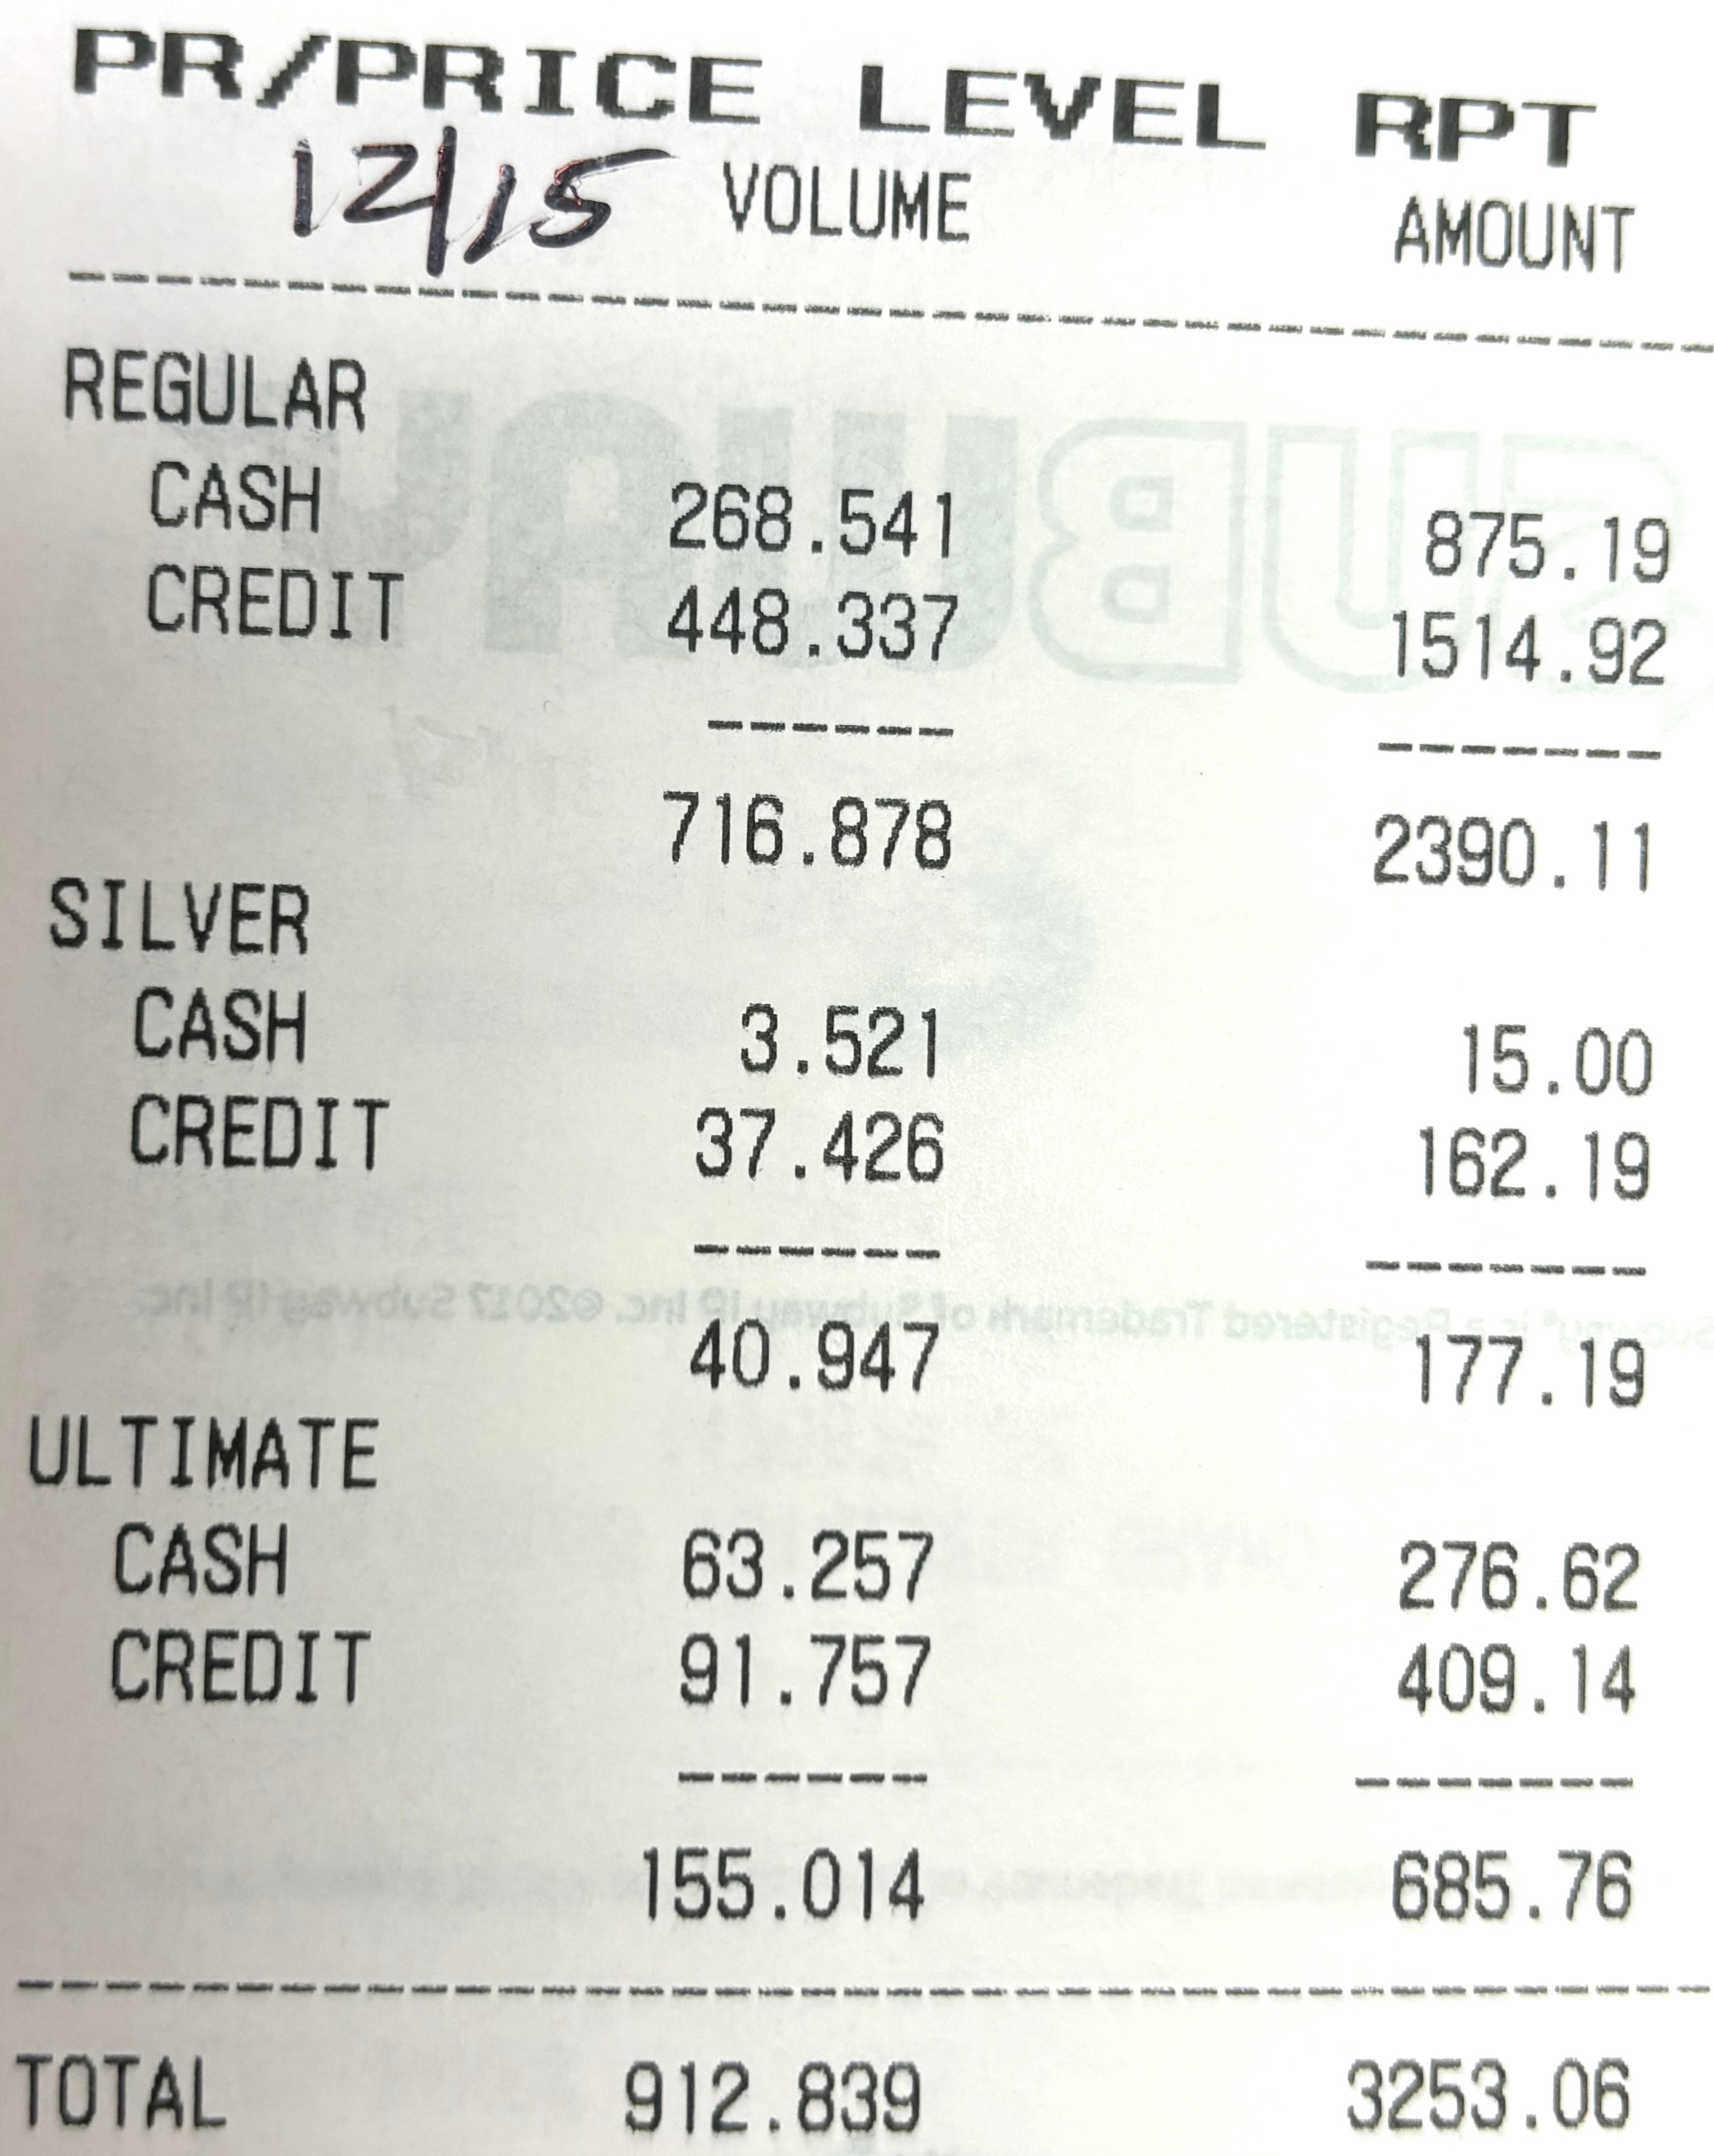 PR/PRICE LEVEL RPT
12/15 VOLUME AMOUNT
REGULAR
CASH 268.541 875.19
CREDIT 448.337 1514.92
716.878 2390.11
SILVER
CASH 3.521 15.00
CREDIT 37.426 162.19
Subway® is a Registered Trademark of Subway IP Inc. ©2017 Subway IP Inc.
40.947 177.19
ULTIMATE
CASH 63.257 276.62
CREDIT 91.757 409.14
155.014 685.76
TOTAL 912.839 3253.06